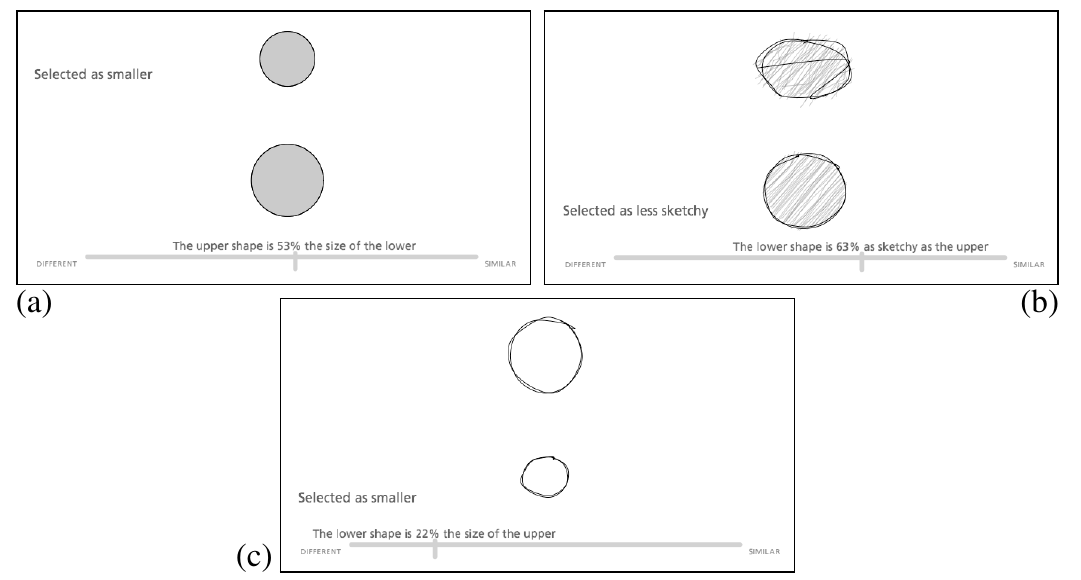 Selected as smaller
The upper shape is 53% the size of the lower
DIFFERENT
SIMILAR
(a)
Selected as less sketchy
The lower shape is 63% as sketchy as the upper
DIFFERENT
SIMILAR
(b)
Selected as smaller
The lower shape is 22% the size of the upper
DIFFERENT
SIMILAR
(c)